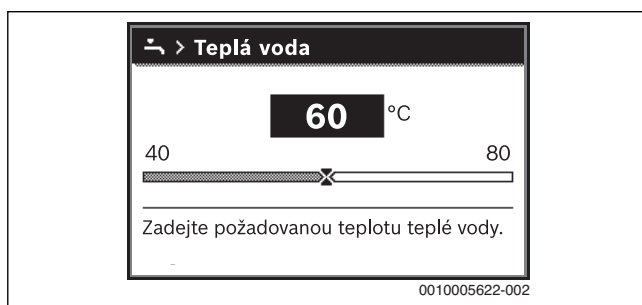 > Teplá voda
60 °C
40 80
Zadejte požadovanou teplotu teplé vody.
0010005622-002